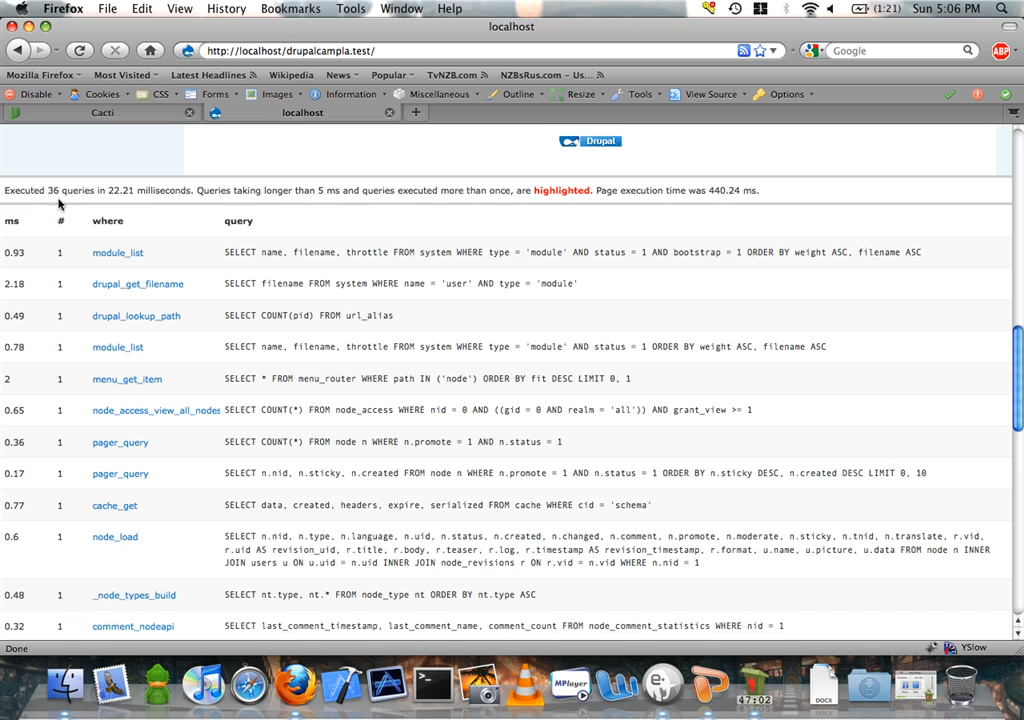 Firefox File Edit View History Bookmarks Tools Window Help (1:21) Sun 5:06 PM
localhost
http://localhost/drupalcampla.test/ Google ABP
Mozilla Firefox Most Visited Latest Headlines Wikipedia News Popular TvNZB.com NZBsRus.com - Us...
Disable Cookies CSS Forms Images Information Miscellaneous Outline Resize Tools View Source Options
Cacti localhost
Drupal
Executed 36 queries in 22.21 milliseconds. Queries taking longer than 5 ms and queries executed more than once, are highlighted. Page execution time was 440.24 ms.
ms # where query
0.93 1 module_list SELECT name, filename, throttle FROM system WHERE type = 'module' AND status = 1 AND bootstrap = 1 ORDER BY weight ASC, filename ASC
2.18 1 drupal_get_filename SELECT filename FROM system WHERE name = 'user' AND type = 'module'
0.49 1 drupal_lookup_path SELECT COUNT(pid) FROM url_alias
0.78 1 module_list SELECT name, filename, throttle FROM system WHERE type = 'module' AND status = 1 ORDER BY weight ASC, filename ASC
2 1 menu_get_item SELECT * FROM menu_router WHERE path IN ('node') ORDER BY fit DESC LIMIT 0, 1
0.65 1 node_access_view_all_nodes SELECT COUNT(*) FROM node_access WHERE nid = 0 AND ((gid = 0 AND realm = 'all')) AND grant_view >= 1
0.36 1 pager_query SELECT COUNT(*) FROM node n WHERE n.promote = 1 AND n.status = 1
0.17 1 pager_query SELECT n.nid, n.sticky, n.created FROM node n WHERE n.promote = 1 AND n.status = 1 ORDER BY n.sticky DESC, n.created DESC LIMIT 0, 10
0.77 1 cache_get SELECT data, created, headers, expire, serialized FROM cache WHERE cid = 'schema'
0.6 1 node_load SELECT n.nid, n.type, n.language, n.uid, n.status, n.created, n.changed, n.comment, n.promote, n.moderate, n.sticky, n.tnid, n.translate, r.vid,
r.uid AS revision_uid, r.title, r.body, r.teaser, r.log, r.timestamp AS revision_timestamp, r.format, u.name, u.picture, u.data FROM node n INNER
JOIN users u ON u.uid = n.uid INNER JOIN node_revisions r ON r.vid = n.vid WHERE n.nid = 1
0.48 1 _node_types_build SELECT nt.type, nt.* FROM node_type nt ORDER BY nt.type ASC
0.32 1 comment_nodeapi SELECT last_comment_timestamp, last_comment_name, comment_count FROM node_comment_statistics WHERE nid = 1
Done YSlow
MPlayer
DOCX
47:02